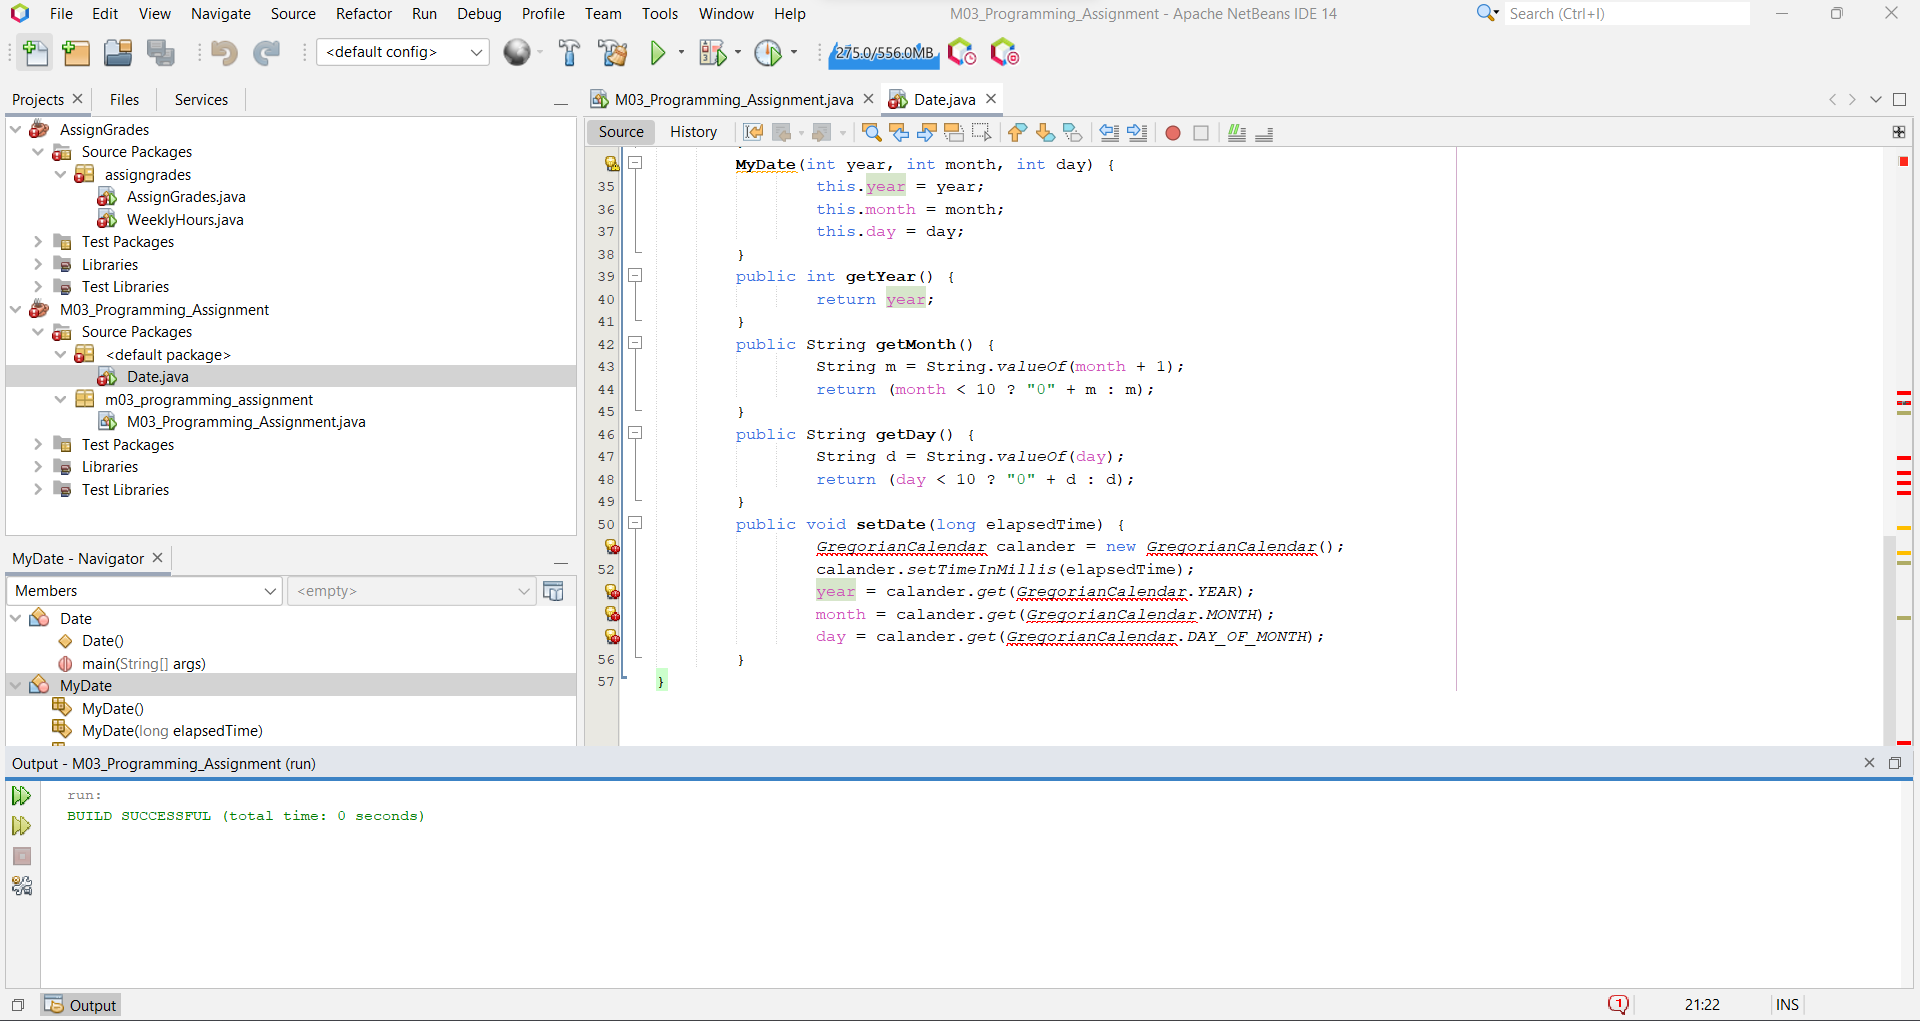 File Edit View Navigate Source Refactor Run Debug Profile Team Tools Window Help
M03_Programming_Assignment - Apache NetBeans IDE 14
Search (Ctrl+I)
<default config>
275.0/556.0MB
Projects Files Services
AssignGrades
Source Packages
assigngrades
AssignGrades.java
WeeklyHours.java
Test Packages
Libraries
Test Libraries
M03_Programming_Assignment
Source Packages
<default package>
Date.java
m03_programming_assignment
M03_Programming_Assignment.java
Test Packages
Libraries
Test Libraries
MyDate - Navigator
Members
<empty>
Date
Date()
main(String[] args)
MyDate
MyDate()
MyDate(long elapsedTime)
M03_Programming_Assignment.java Date.java
Source History
MyDate(int year, int month, int day) {
35 this.year = year;
36 this.month = month;
37 this.day = day;
38 }
39 public int getYear() {
40 return year;
41 }
42 public String getMonth() {
43 String m = String.valueOf(month + 1);
44 return (month < 10 ? "0" + m : m);
45 }
46 public String getDay() {
47 String d = String.valueOf(day);
48 return (day < 10 ? "0" + d : d);
49 }
50 public void setDate(long elapsedTime) {
GregorianCalendar calander = new GregorianCalendar();
52 calander.setTimeInMillis(elapsedTime);
year = calander.get(GregorianCalendar.YEAR);
month = calander.get(GregorianCalendar.MONTH);
day = calander.get(GregorianCalendar.DAY_OF_MONTH);
56 }
57 }
Output - M03_Programming_Assignment (run)
run:
BUILD SUCCESSFUL (total time: 0 seconds)
Output
1
21:22
INS